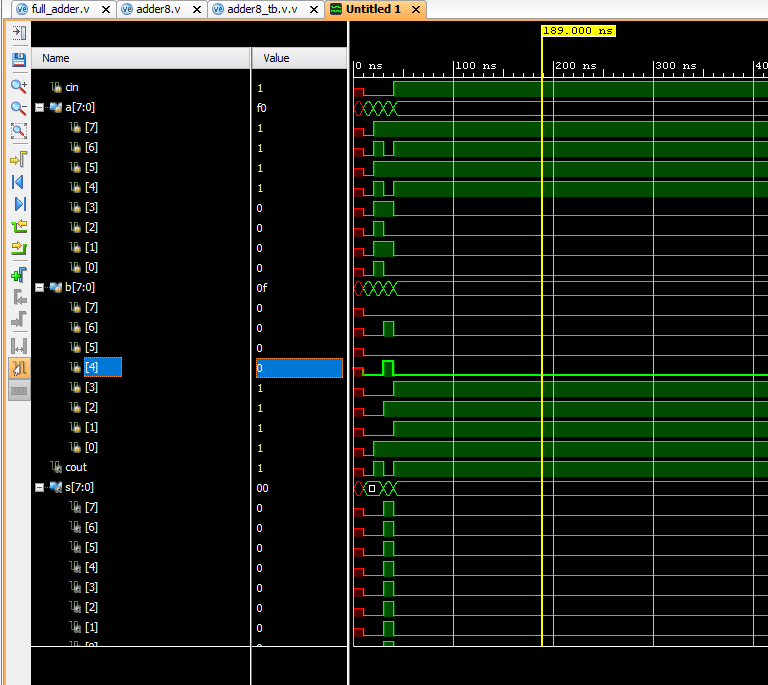 full_adder.v adder8.v adder8_tb.v.v Untitled 1
189.000 ns
Name Value
0 ns 100 ns 200 ns 300 ns
cin 1
a[7:0] f0
[7] 1
[6] 1
[5] 1
[4] 1
[3] 0
[2] 0
[1] 0
[0] 0
b[7:0] 0f
[7] 0
[6] 0
[5] 0
[4] 0
[3] 1
[2] 1
[1] 1
[0] 1
cout 1
s[7:0] 00
[7] 0
[6] 0
[5] 0
[4] 0
[3] 0
[2] 0
[1] 0